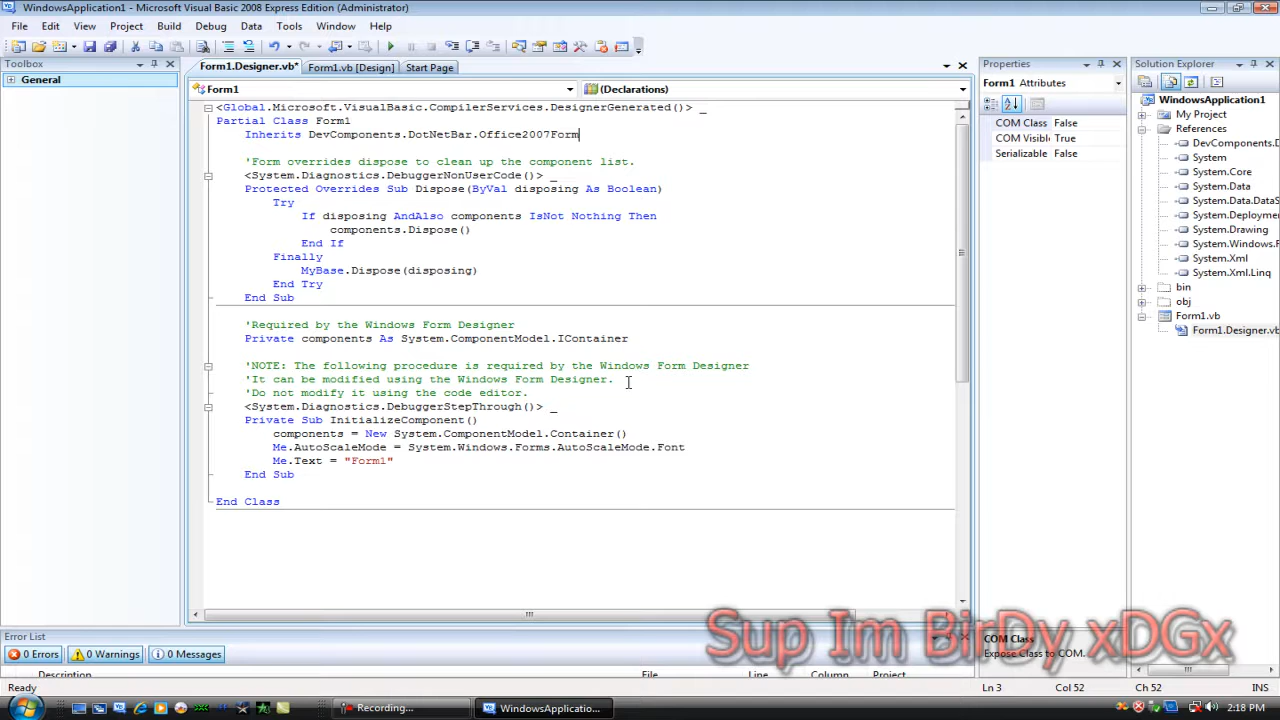 WindowsApplication1 - Microsoft Visual Basic 2008 Express Edition (Administrator)
File Edit View Project Build Debug Data Tools Window Help
Toolbox
General
Form1.Designer.vb* Form1.vb [Design] Start Page
Form1 (Declarations)
<Global.Microsoft.VisualBasic.CompilerServices.DesignerGenerated()> _
Partial Class Form1
Inherits DevComponents.DotNetBar.Office2007Form
'Form overrides dispose to clean up the component list.
<System.Diagnostics.DebuggerNonUserCode()> _
Protected Overrides Sub Dispose(ByVal disposing As Boolean)
Try
If disposing AndAlso components IsNot Nothing Then
components.Dispose()
End If
Finally
MyBase.Dispose(disposing)
End Try
End Sub
'Required by the Windows Form Designer
Private components As System.ComponentModel.IContainer
'NOTE: The following procedure is required by the Windows Form Designer
'It can be modified using the Windows Form Designer.
'Do not modify it using the code editor.
<System.Diagnostics.DebuggerStepThrough()> _
Private Sub InitializeComponent()
components = New System.ComponentModel.Container()
Me.AutoScaleMode = System.Windows.Forms.AutoScaleMode.Font
Me.Text = "Form1"
End Sub
End Class
Properties
Form1 Attributes
COM Class False
COM Visibl True
Serializable False
COM Class
Expose Class to COM.
Solution Explorer
WindowsApplication1
My Project
References
DevComponents.D
System
System.Core
System.Data
System.Data.DataS
System.Deployme
System.Drawing
System.Windows.F
System.Xml
System.Xml.Linq
bin
obj
Form1.vb
Form1.Designer.vb
Sup Im BirDy xDGx
Error List
0 Errors 0 Warnings 0 Messages
Description File Line Column Project
Ready Ln 3 Col 52 Ch 52 INS
Recording... WindowsApplicatio... 2:18 PM